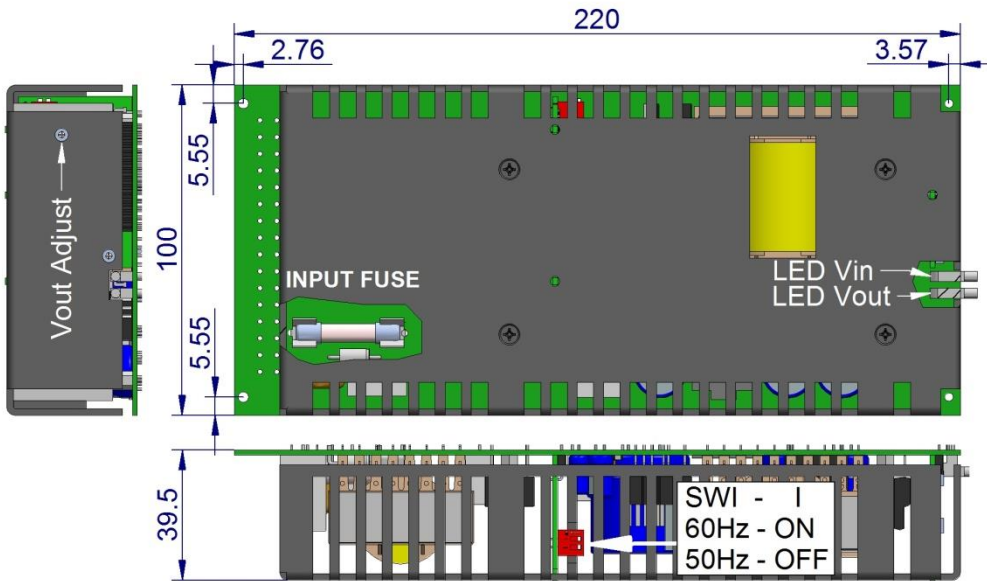 220
2.76
3.57
5.55
100
5.55
Vout Adjust
INPUT FUSE
LED Vin
LED Vout
39.5
SWI - I
60Hz - ON
50Hz - OFF